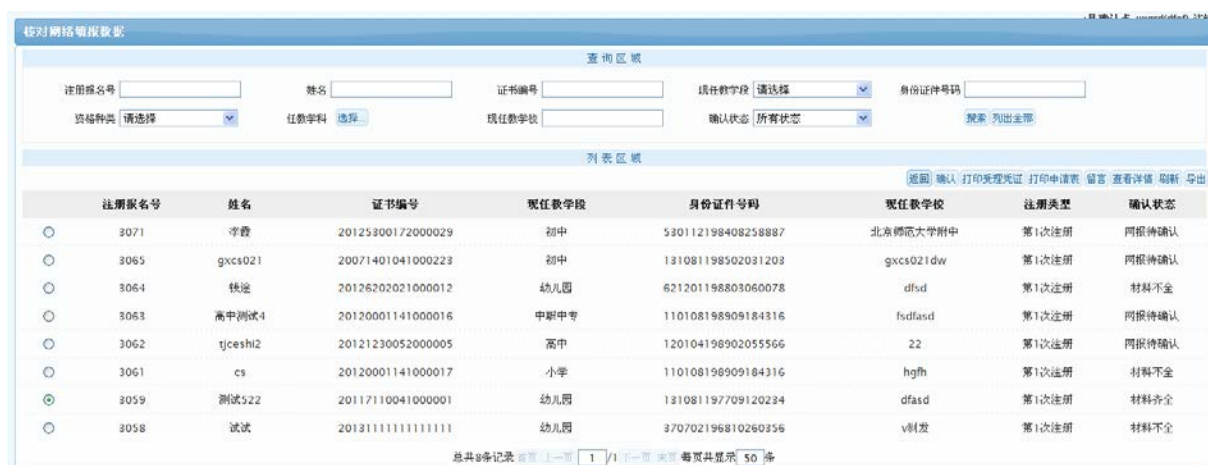 核对网络填报数据
查询区域
注册报名号 姓名 证书编号 现任教学段 请选择 身份证件号码
资格种类 请选择 任教学科 选择... 现任教学校 确认状态 所有状态 搜索 列出全部
列表区域
返回 确认 打印受理凭证 打印申请表 留言 查看详情 刷新 导出
注册报名号 姓名 证书编号 现任教学段 身份证件号码 现任教学校 注册类型 确认状态
3071 李霞 20125300172000029 初中 530112198408258887 北京师范大学附中 第1次注册 网报待确认
3065 gxcs021 20071401041000223 初中 131081198502031203 gxcs021dw 第1次注册 网报待确认
3064 钱途 20126202021000012 幼儿园 621201198803060078 dfsd 第1次注册 材料不全
3063 高中测试4 20120001141000016 中职中专 110108198909184316 fsdfasd 第1次注册 网报待确认
3062 tjceshi2 20121230052000005 高中 120104198902055566 22 第1次注册 网报待确认
3061 cs 20120001141000017 小学 110108198909184316 hgfh 第1次注册 材料不全
3059 测试522 20117110041000001 幼儿园 131081197709120234 dfasd 第1次注册 材料齐全
3058 试试 20131111111111111 幼儿园 370702196810260356 v制发 第1次注册 材料不全
总共8条记录 首页 上一页 1 /1 下一页 末页 每页共显示 50 条